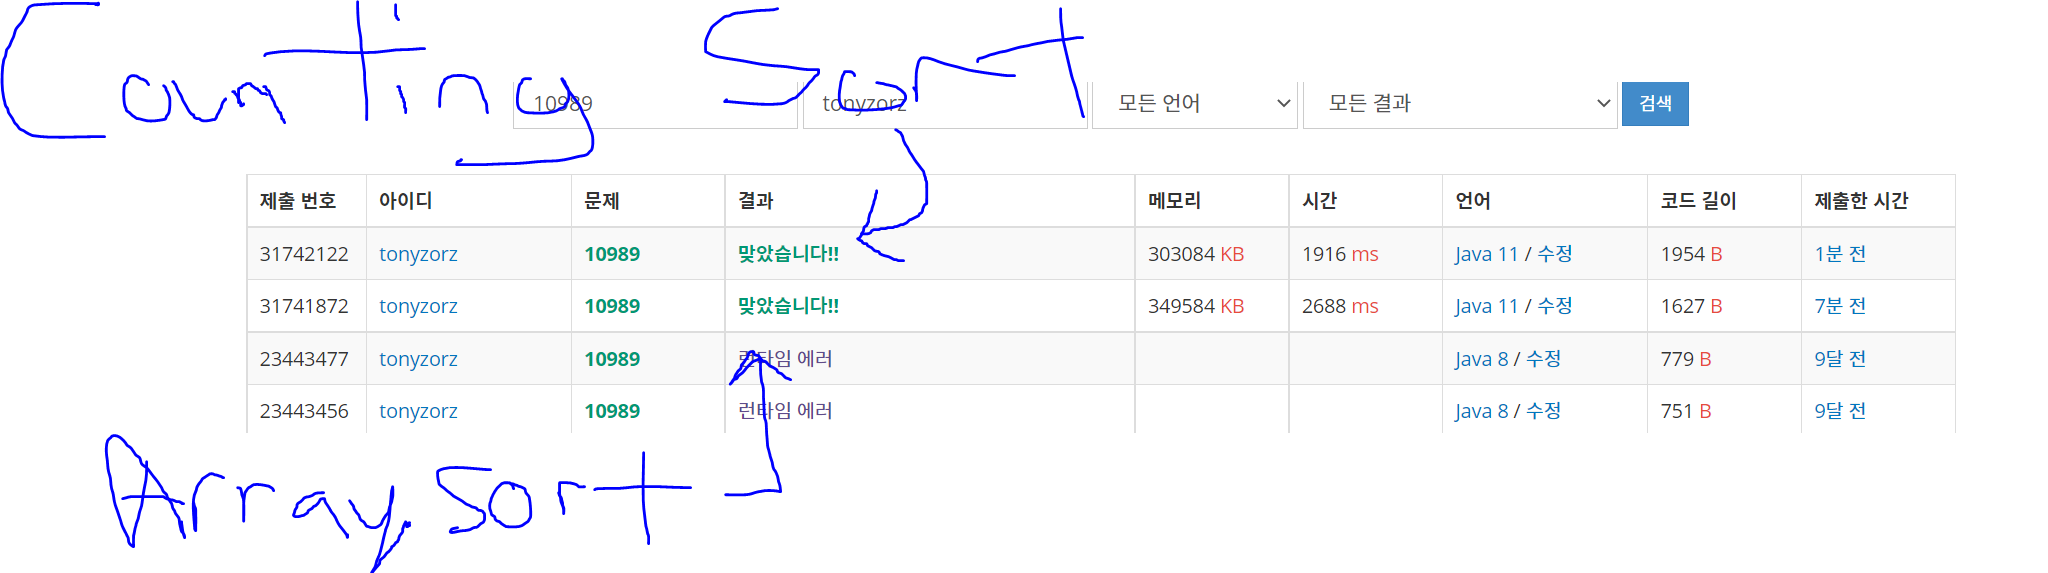 Counting Sort
10989 tonyzorz 모든 언어 모든 결과 검색
제출 번호 아이디 문제 결과 메모리 시간 언어 코드 길이 제출한 시간
31742122 tonyzorz 10989 맞았습니다!! 303084 KB 1916 ms Java 11 / 수정 1954 B 1분 전
31741872 tonyzorz 10989 맞았습니다!! 349584 KB 2688 ms Java 11 / 수정 1627 B 7분 전
23443477 tonyzorz 10989 런타임 에러 Java 8 / 수정 779 B 9달 전
23443456 tonyzorz 10989 런타임 에러 Java 8 / 수정 751 B 9달 전
Array.Sort